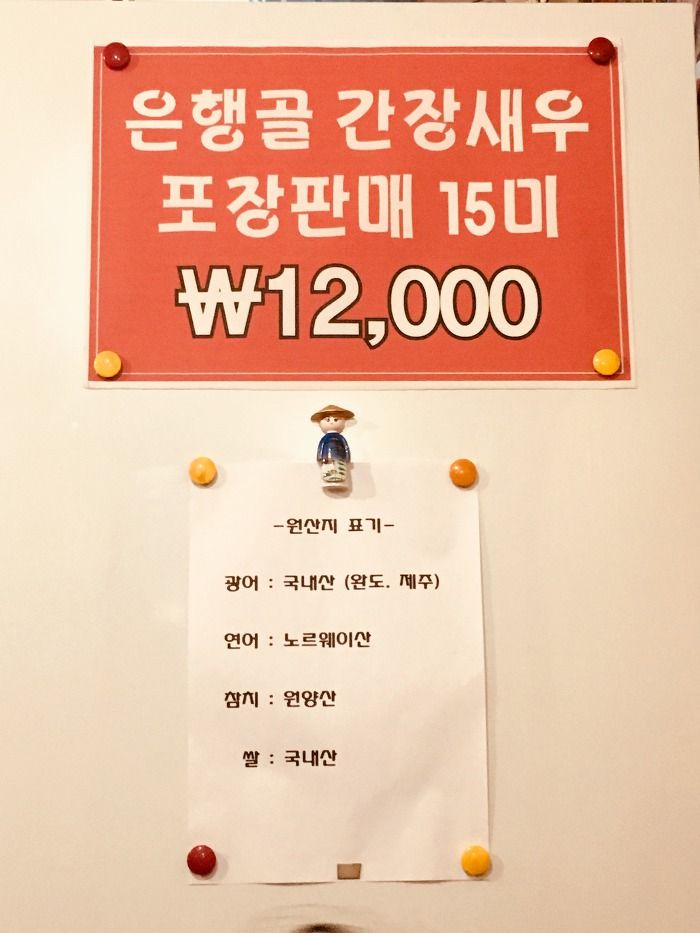 은행골 간장새우
포장판매 15미
₩12,000
-원산지 표기-
광어 : 국내산 (완도. 제주)
연어 : 노르웨이산
참치 : 원양산
쌀 : 국내산